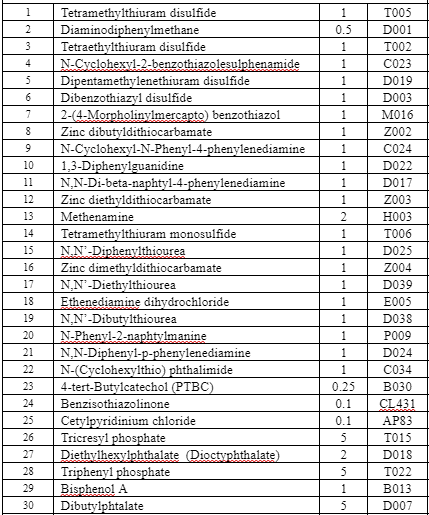 1 Tetramethylthiuram disulfide 1 T005
2 Diaminodiphenylmethane 0.5 D001
3 Tetraethylthiuram disulfide 1 T002
4 N-Cyclohexyl-2-benzothiazolesulphenamide 1 C023
5 Dipentamethylenethiuram disulfide 1 D019
6 Dibenzothiazyl disulfide 1 D003
7 2-(4-Morpholinylmercapto) benzothiazol 1 M016
8 Zinc dibutyldithiocarbamate 1 Z002
9 N-Cyclohexyl-N-Phenyl-4-phenylenediamine 1 C024
10 1,3-Diphenylguanidine 1 D022
11 N,N-Di-beta-naphtyl-4-phenylenediamine 1 D017
12 Zinc diethyldithiocarbamate 1 Z003
13 Methenamine 2 H003
14 Tetramethylthiuram monosulfide 1 T006
15 N,N'-Diphenylthiourea 1 D025
16 Zinc dimethyldithiocarbamate 1 Z004
17 N,N'-Diethylthiourea 1 D039
18 Ethenediamine dihydrochloride 1 E005
19 N,N'-Dibutylthiourea 1 D038
20 N-Phenyl-2-naphtylmanine 1 P009
21 N,N-Diphenyl-p-phenylenediamine 1 D024
22 N-(Cyclohexylthio) phthalimide 1 C034
23 4-tert-Butylcatechol (PTBC) 0.25 B030
24 Benzisothiazolinone 0.1 CL431
25 Cetylpyridinium chloride 0.1 AP83
26 Tricresyl phosphate 5 T015
27 Diethylhexylphthalate (Dioctyphthalate) 2 D018
28 Triphenyl phosphate 5 T022
29 Bisphenol A 1 B013
30 Dibutylphtalate 5 D007